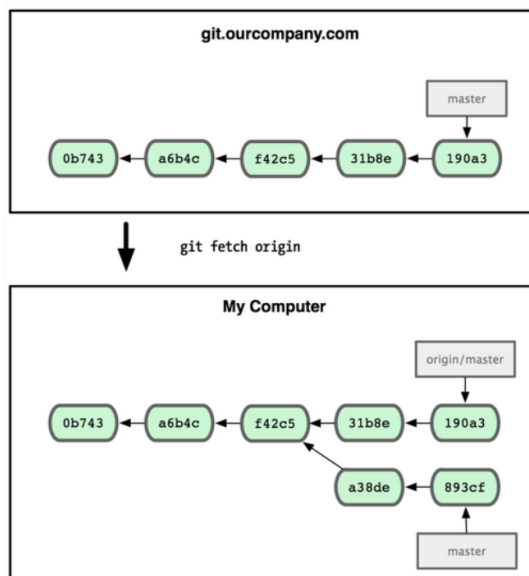 git.ourcompany.com
master
0b743 a6b4c f42c5 31b8e 190a3
git fetch origin
My Computer
origin/master
0b743 a6b4c f42c5 31b8e 190a3
a38de 893cf
master